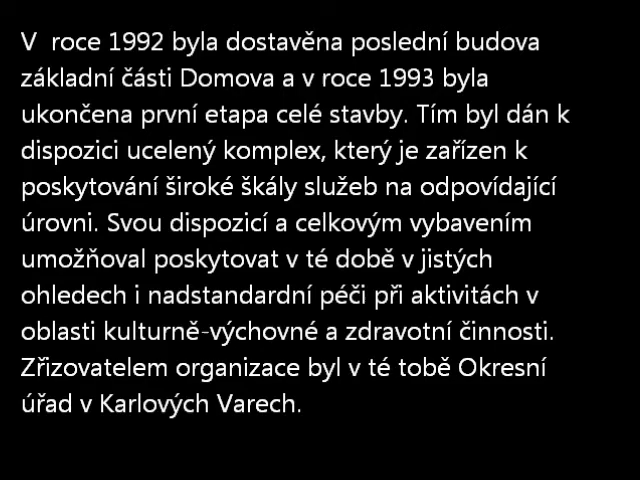 V  roce 1992 byla dostavěna poslední budova
základní části Domova a v roce 1993 byla
ukončena první etapa celé stavby. Tím byl dán k
dispozici ucelený komplex, který je zařízen k
poskytování široké škály služeb na odpovídající
úrovni. Svou dispozicí a celkovým vybavením
umožňoval poskytovat v té době v jistých
ohledech i nadstandardní péči při aktivitách v
oblasti kulturně-výchovné a zdravotní činnosti.
Zřizovatelem organizace byl v té tobě Okresní
úřad v Karlových Varech.